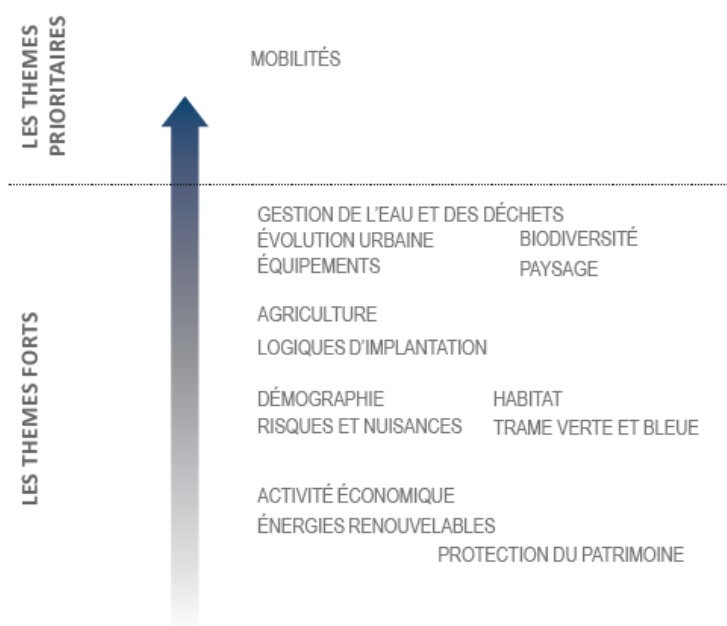 LES THEMES
PRIORITAIRES
MOBILITÉS
LES THEMES FORTS
GESTION DE L'EAU ET DES DÉCHETS
ÉVOLUTION URBAINE
BIODIVERSITÉ
ÉQUIPEMENTS
PAYSAGE
AGRICULTURE
LOGIQUES D'IMPLANTATION
DÉMOGRAPHIE
HABITAT
RISQUES ET NUISANCES
TRAME VERTE ET BLEUE
ACTIVITÉ ÉCONOMIQUE
ÉNERGIES RENOUVELABLES
PROTECTION DU PATRIMOINE